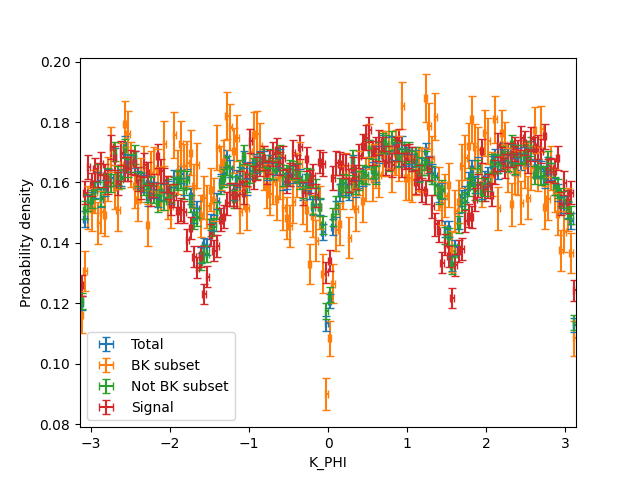 0.20
0.18
0.16
0.14
0.12
0.10
0.08
Probability density
Total
BK subset
Not BK subset
Signal
−3
−2
−1
0
1
2
3
K_PHI